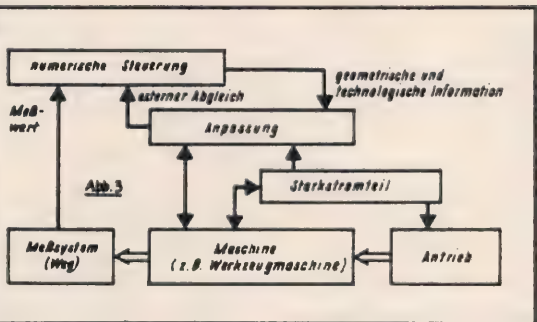 numerische Steuerung
geometrische und
technologische Information
externer Abgleich
Meß-
wert
Anpassung
Abb. 3
Starkstromteil
Meßsystem
(Weg)
Maschine
(z.B. Werkzeugmaschine)
Antrieb